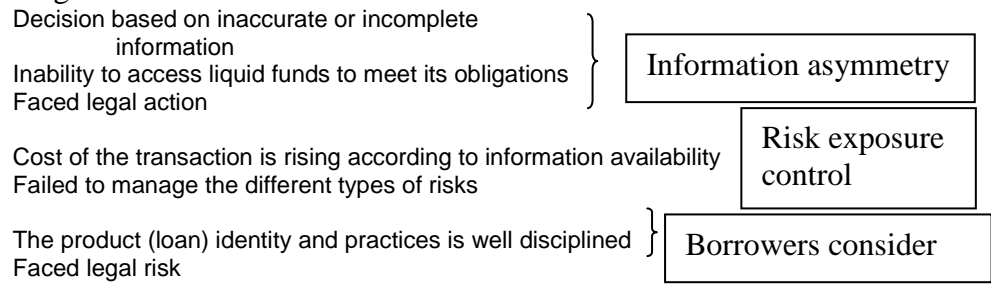 Decision based on inaccurate or incomplete
information
Inability to access liquid funds to meet its obligations
Faced legal action
Information asymmetry
Cost of the transaction is rising according to information availability
Failed to manage the different types of risks
Risk exposure
control
The product (loan) identity and practices is well disciplined
Faced legal risk
Borrowers consider